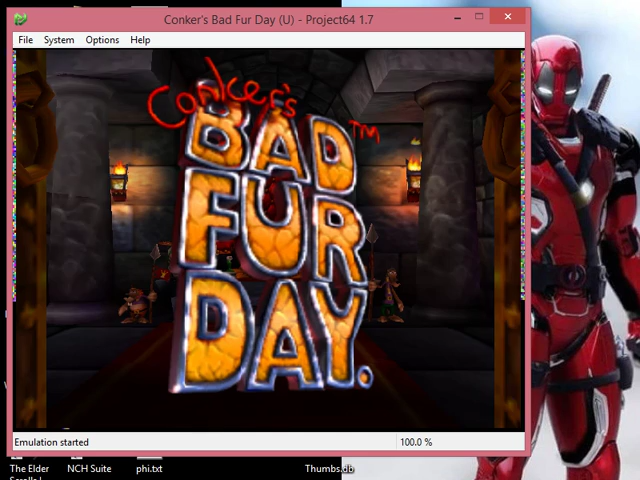 Conker's Bad Fur Day (U) - Project64 1.7
File System Options Help
Conker's TM
BAD
FUR
DAY.
Emulation started 100.0 %
The Elder NCH Suite phi.txt Thumbs.db
Scrolls I